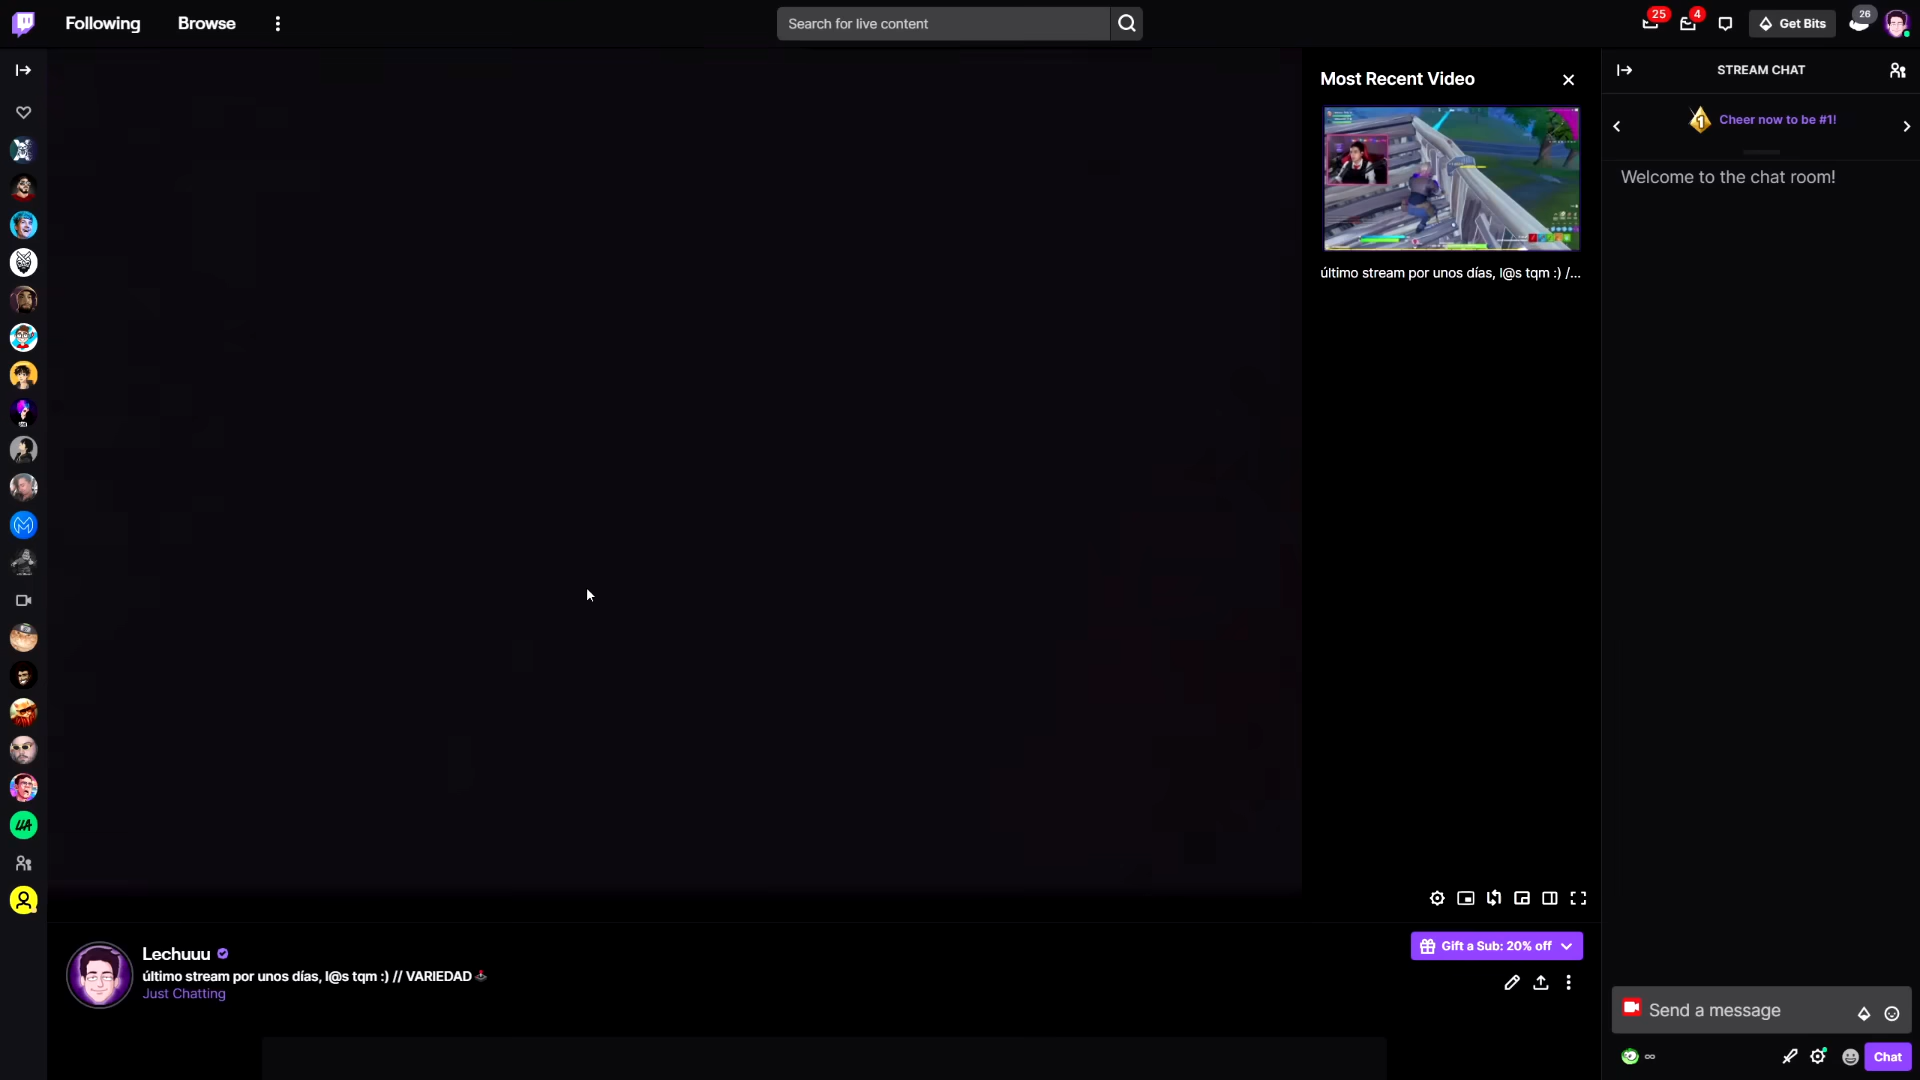 Following
Browse
Search for live content
25
4
Get Bits
26
Most Recent Video
último stream por unos días, l@s tqm :) /...
STREAM CHAT
1
Cheer now to be #1!
Welcome to the chat room!
Lechuuu
último stream por unos días, l@s tqm :) // VARIEDAD
Just Chatting
Gift a Sub: 20% off
Send a message
Chat